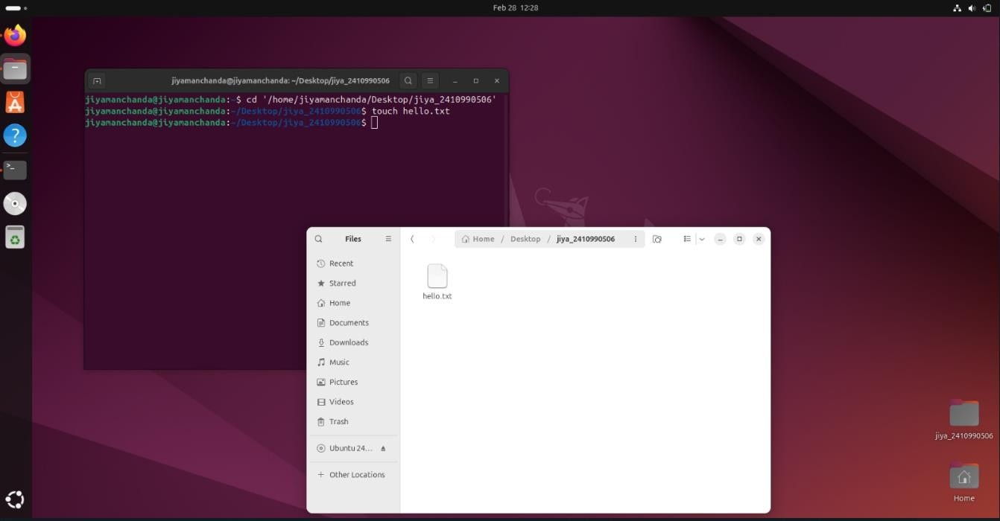 Feb 28 12:28
jiyamanchanda@jiyamanchanda: ~/Desktop/jiya_2410990506
jiyamanchanda@jiyamanchanda:~$ cd '/home/jiyamanchanda/Desktop/jiya_2410990506'
jiyamanchanda@jiyamanchanda:~/Desktop/jiya_2410990506$ touch hello.txt
jiyamanchanda@jiyamanchanda:~/Desktop/jiya_2410990506$
Files
Home / Desktop / jiya_2410990506
Recent
Starred
Home
Documents
Downloads
Music
Pictures
Videos
Trash
Ubuntu 24...
Other Locations
hello.txt
jiya_2410990506
Home